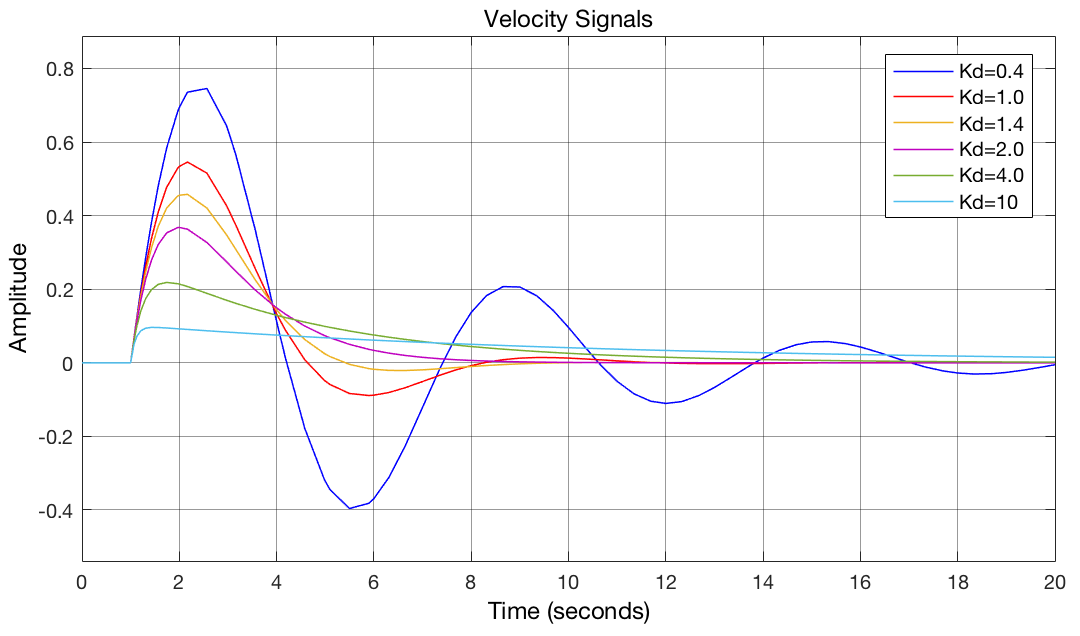 Velocity Signals
Kd=0.4
Kd=1.0
Kd=1.4
Kd=2.0
Kd=4.0
Kd=10
Amplitude
0.8
0.6
0.4
0.2
0
-0.2
-0.4
0 2 4 6 8 10 12 14 16 18 20
Time (seconds)